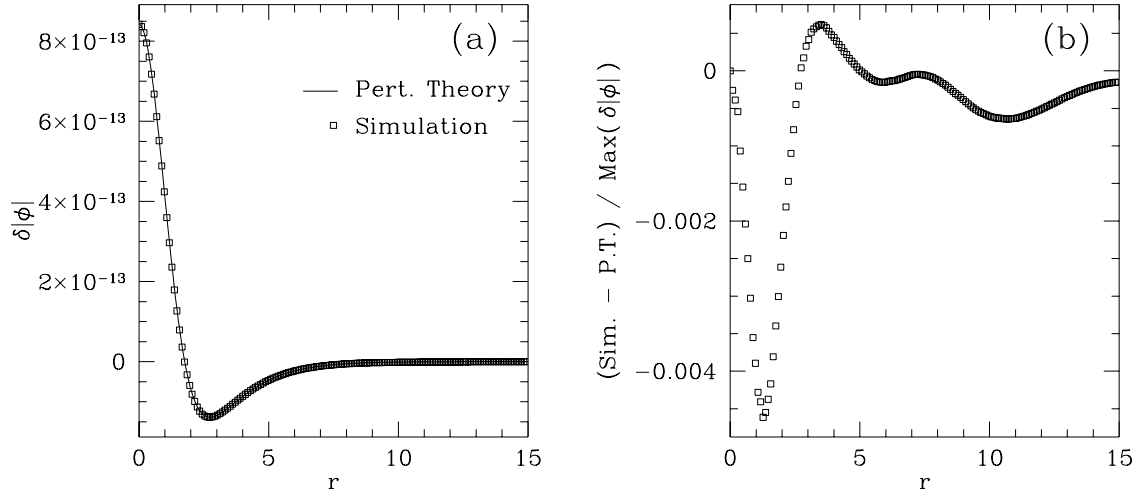 (a)
8×10⁻¹³
6×10⁻¹³
4×10⁻¹³
2×10⁻¹³
0
δ|ϕ|
Pert. Theory
Simulation
0 5 10 15
r
(b)
0
−0.002
−0.004
(Sim. − P.T.) / Max(δ|ϕ|)
0 5 10 15
r